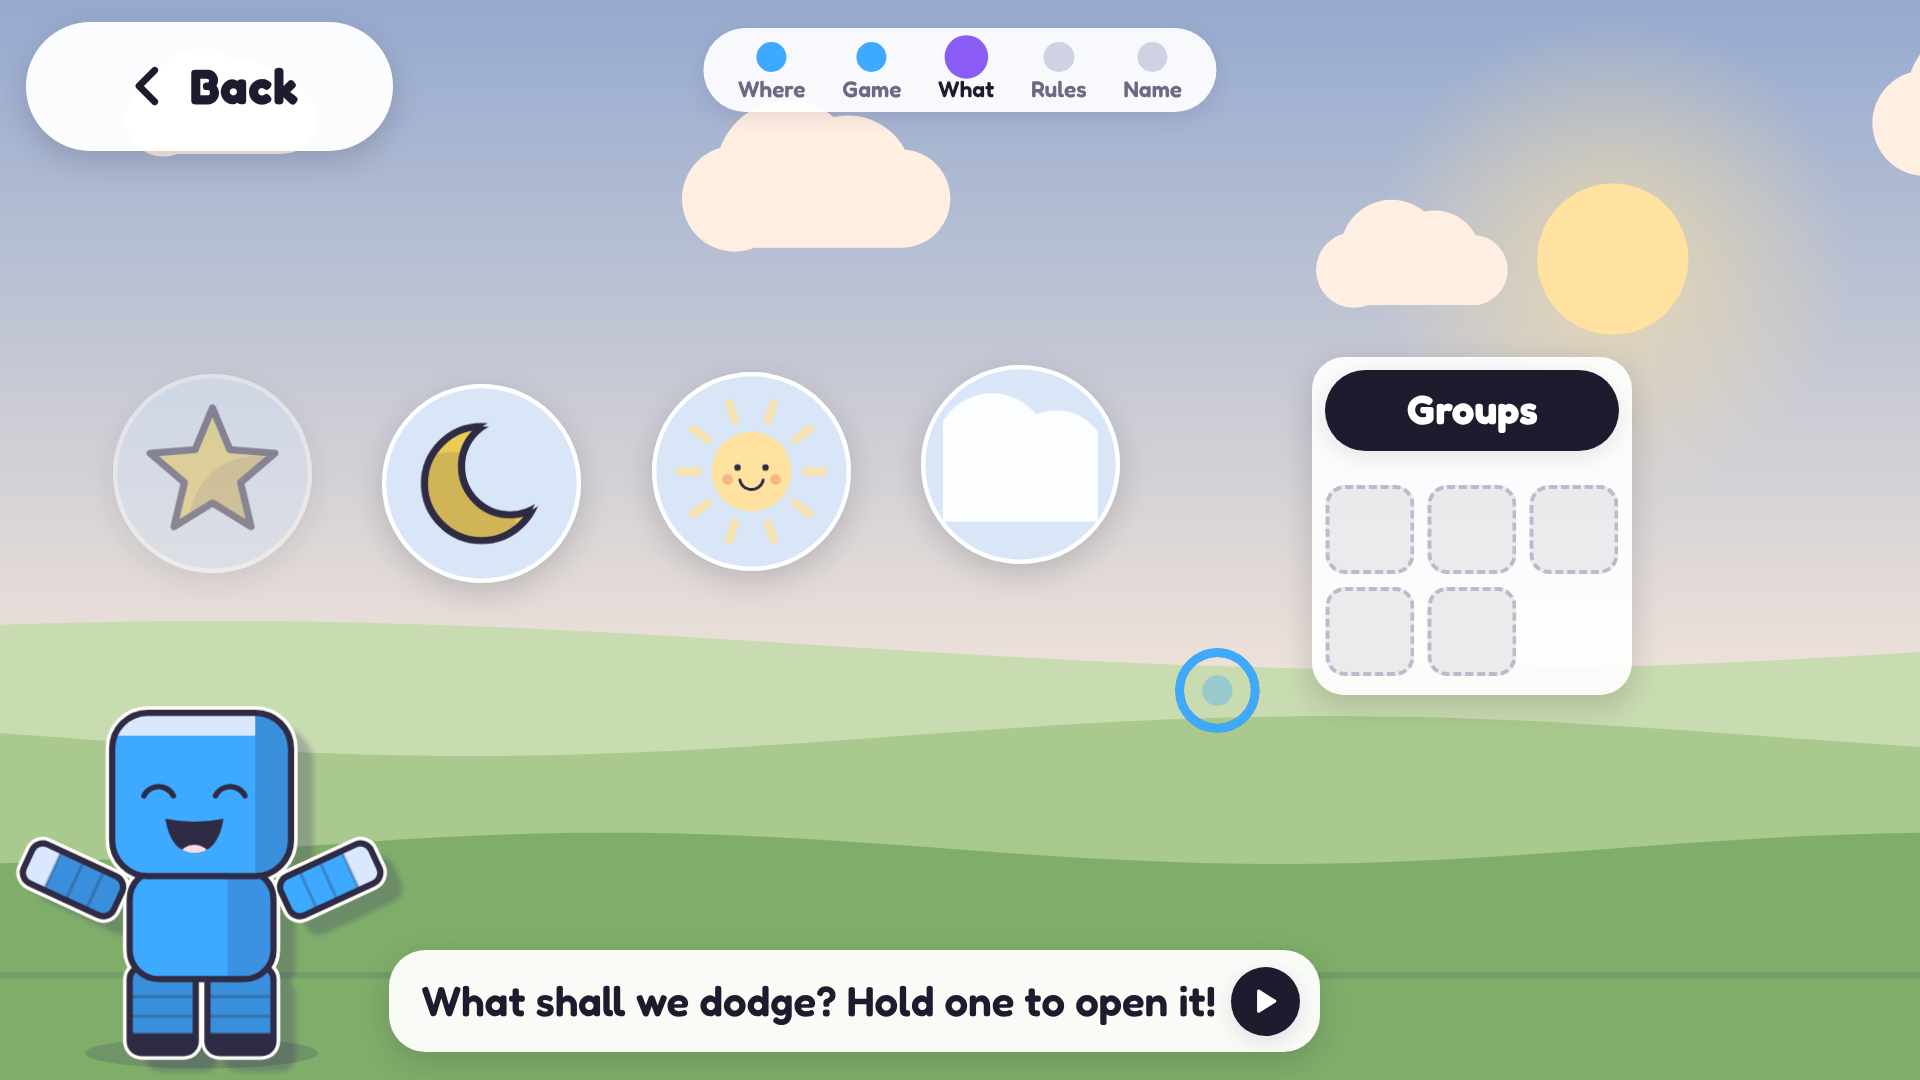 Back
Where
Game
What
Rules
Name
Groups
What shall we dodge? Hold one to open it!